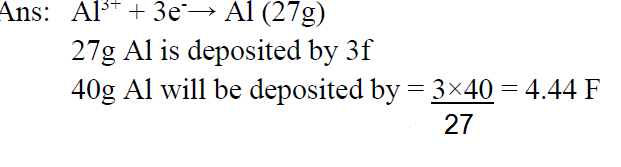 Ans: Al³⁺ + 3e⁻→ Al (27g)
27g Al is deposited by 3f
40g Al will be deposited by = 3×40 = 4.44 F
27